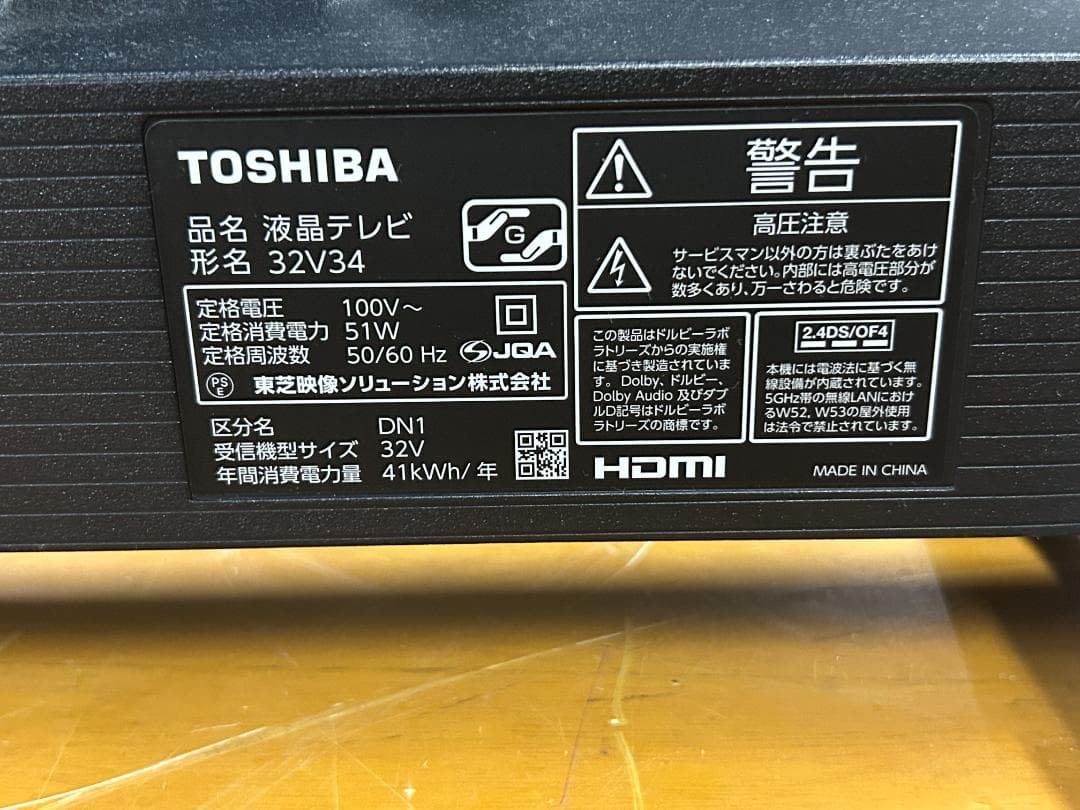 TOSHIBA
品名 液晶テレビ
形名 32V34
G
定格電圧 100V～
定格消費電力 51W
定格周波数 50/60 Hz
JQA
PSE 東芝映像ソリューション株式会社
区分名 DN1
受信機型サイズ 32V
年間消費電力量 41kWh/年
警告
高圧注意
サービスマン以外の方は裏ぶたをあけ
ないでください。内部には高電圧部分が
数多くあり、万一さわると危険です。
この製品はドルビーラボ
ラトリーズからの実施権
に基づき製造されていま
す。Dolby、ドルビー、
Dolby Audio 及びダブ
ルD記号はドルビーラボ
ラトリーズの商標です。
2.4DS/OF4
本機には電波法に基づく無
線設備が内蔵されています。
5GHz帯の無線LANにおけ
るW52, W53の屋外使用
は法令で禁止されています。
HDMI
MADE IN CHINA